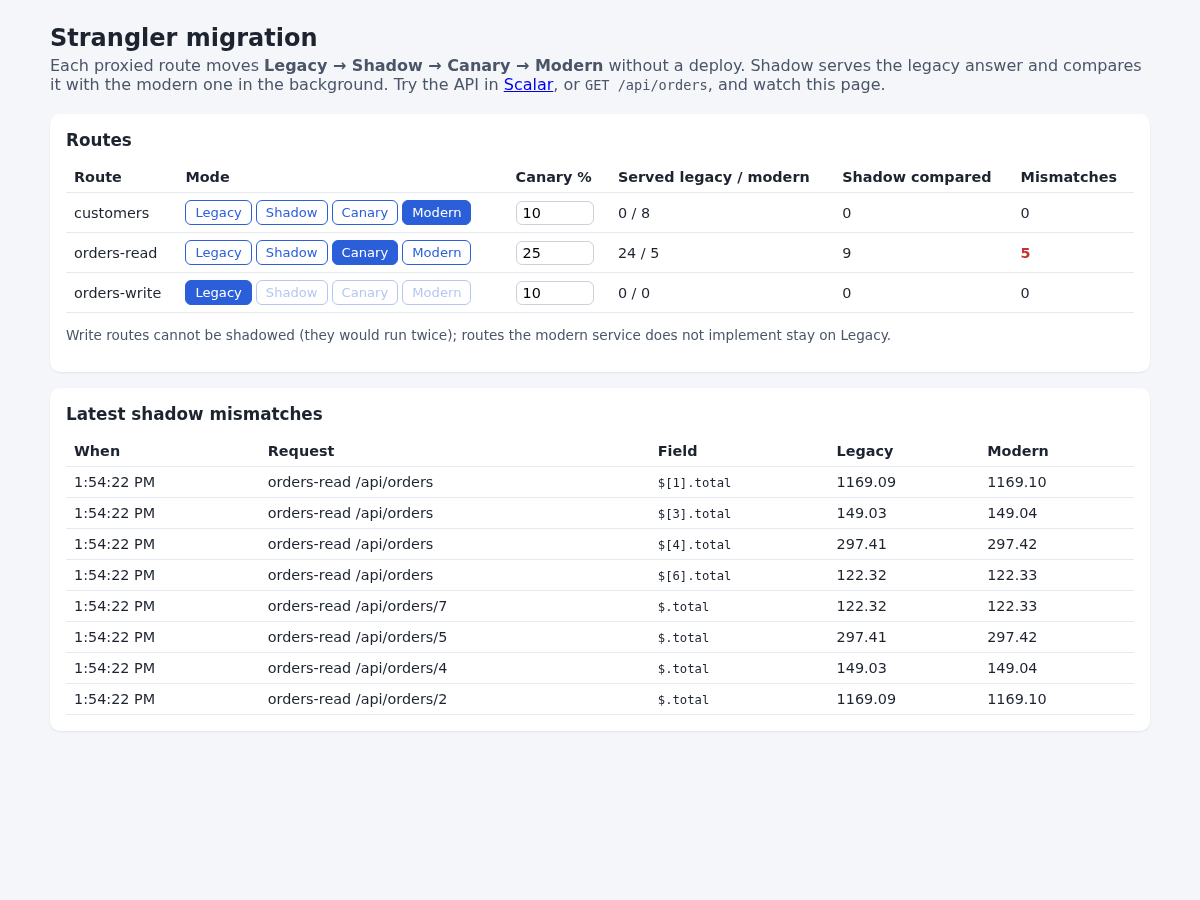 Strangler migration
Each proxied route moves Legacy → Shadow → Canary → Modern without a deploy. Shadow serves the legacy answer and compares
it with the modern one in the background. Try the API in Scalar, or GET /api/orders, and watch this page.
Routes
Route Mode Canary % Served legacy / modern Shadow compared Mismatches
customers Legacy Shadow Canary Modern 10 0 / 8 0 0
orders-read Legacy Shadow Canary Modern 25 24 / 5 9 5
orders-write Legacy Shadow Canary Modern 10 0 / 0 0 0
Write routes cannot be shadowed (they would run twice); routes the modern service does not implement stay on Legacy.
Latest shadow mismatches
When Request Field Legacy Modern
1:54:22 PM orders-read /api/orders $[1].total 1169.09 1169.10
1:54:22 PM orders-read /api/orders $[3].total 149.03 149.04
1:54:22 PM orders-read /api/orders $[4].total 297.41 297.42
1:54:22 PM orders-read /api/orders $[6].total 122.32 122.33
1:54:22 PM orders-read /api/orders/7 $.total 122.32 122.33
1:54:22 PM orders-read /api/orders/5 $.total 297.41 297.42
1:54:22 PM orders-read /api/orders/4 $.total 149.03 149.04
1:54:22 PM orders-read /api/orders/2 $.total 1169.09 1169.10